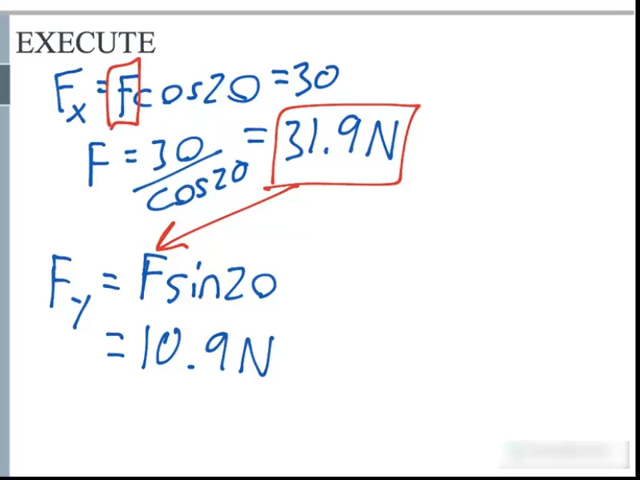 EXECUTE
Fx = Fcos20 = 30
F = 30/cos20 = 31.9N
Fy = Fsin20
= 10.9N